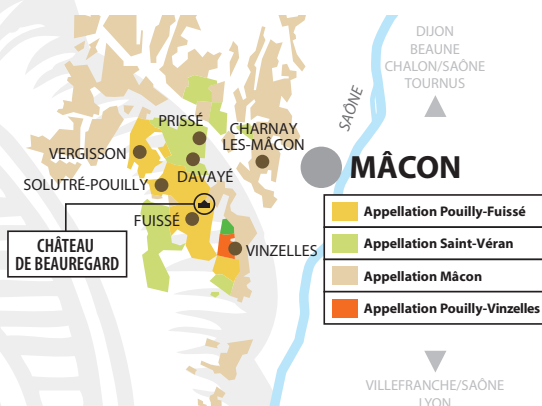 DIJON
BEAUNE
CHALON/SAÔNE
TOURNUS
SAÔNE
PRISSÉ
CHARNAY
LES-MÂCON
VERGISSON
MÂCON
DAVAYÉ
SOLUTRÉ-POUILLY
FUISSÉ
CHÂTEAU
DE BEAUREGARD
VINZELLES
Appellation Pouilly-Fuissé
Appellation Saint-Véran
Appellation Mâcon
Appellation Pouilly-Vinzelles
VILLEFRANCHE/SAÔNE
LYON